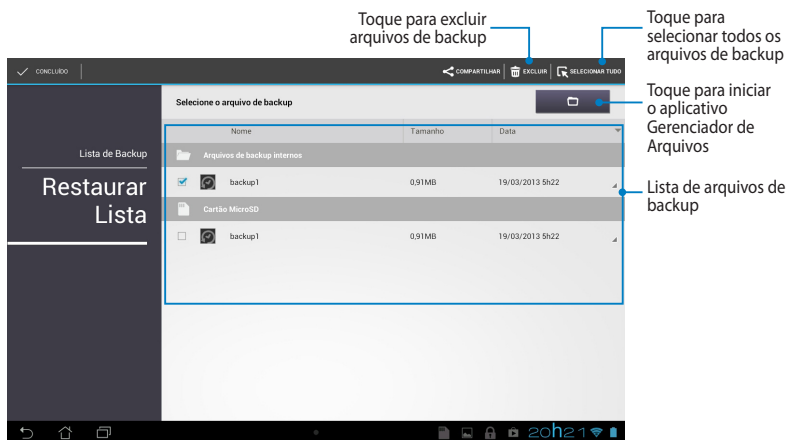 Toque para excluir
arquivos de backup
Toque para
selecionar todos os
arquivos de backup
CONCLUÍDO
COMPARTILHAR
EXCLUIR
SELECIONAR TUDO
Selecione o arquivo de backup
Toque para iniciar
o aplicativo
Gerenciador de
Arquivos
Nome Tamanho Data
Lista de Backup
Arquivos de backup internos
Restaurar
Lista
backup1 0,91MB 19/03/2013 5h22
Lista de arquivos de
backup
Cartão MicroSD
backup1 0,91MB 19/03/2013 5h22
20h21